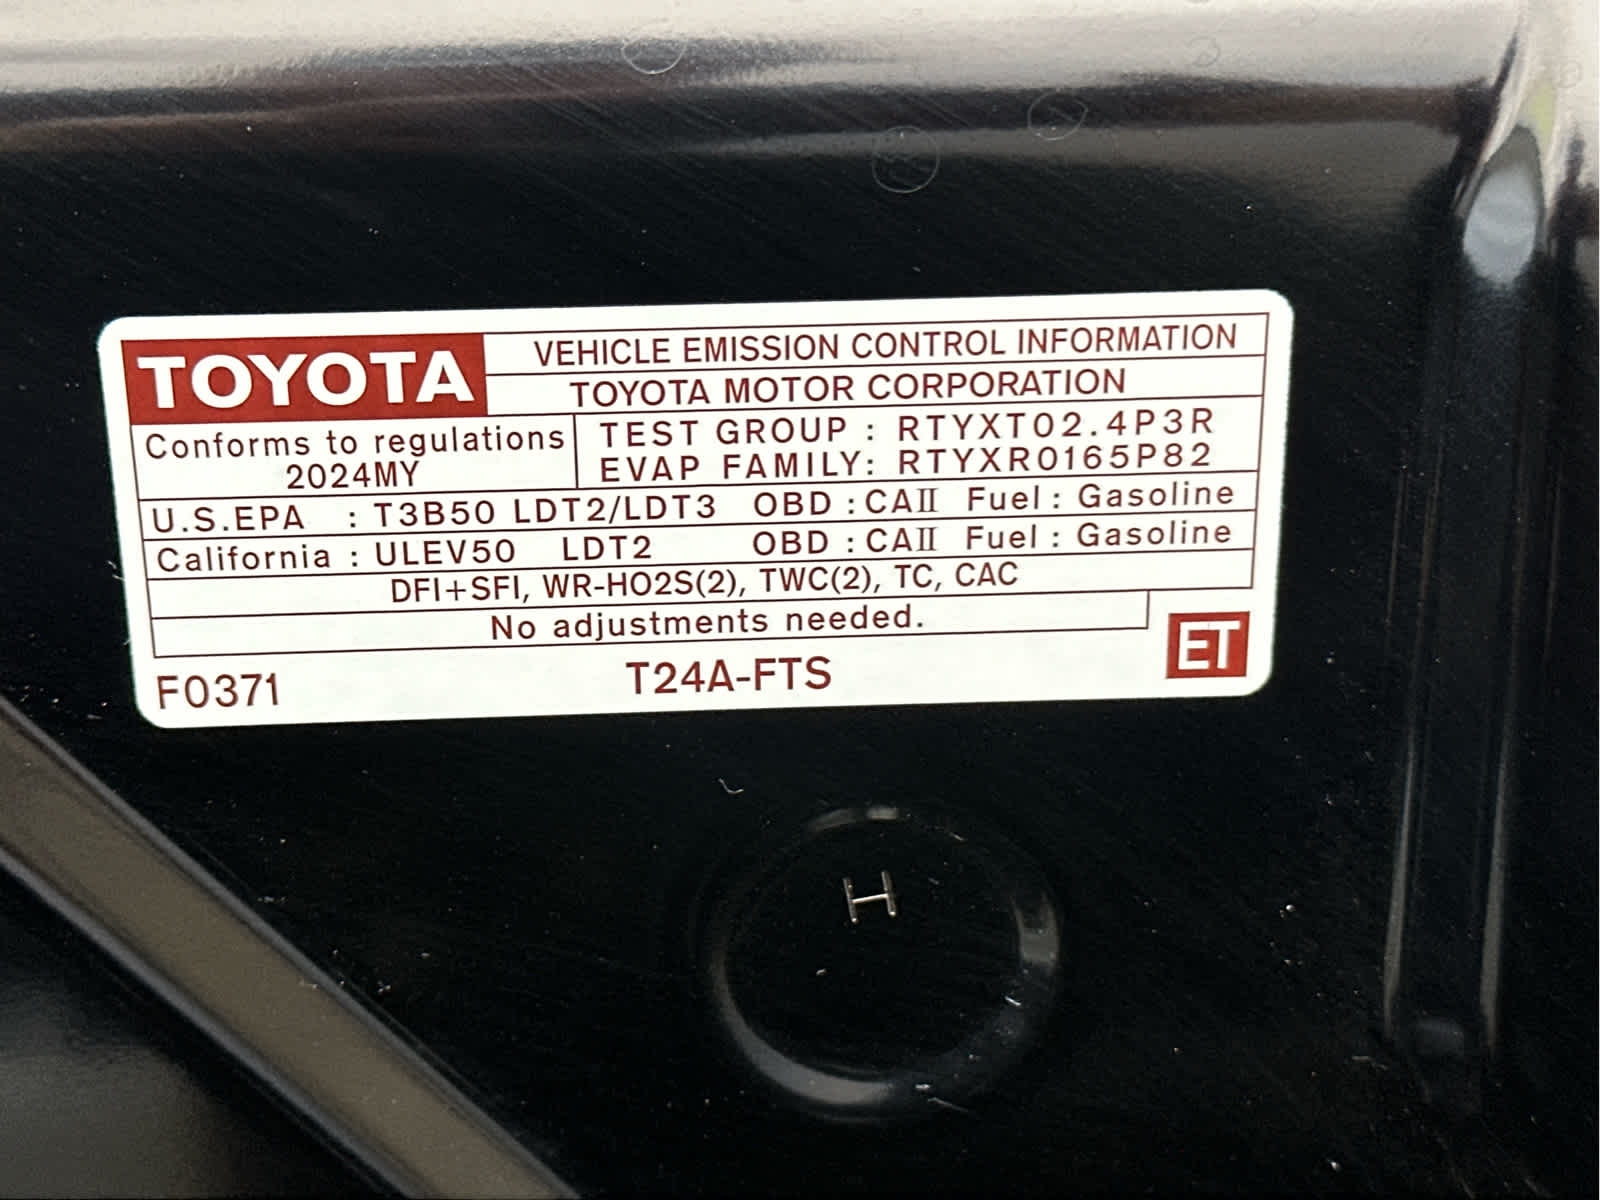 TOYOTA
VEHICLE EMISSION CONTROL INFORMATION
TOYOTA MOTOR CORPORATION
Conforms to regulations
2024MY
TEST GROUP : RTYXT02.4P3R
EVAP FAMILY: RTYXR0165P82
U.S.EPA : T3B50 LDT2/LDT3 OBD : CAII Fuel : Gasoline
California : ULEV50 LDT2 OBD : CAII Fuel : Gasoline
DFI+SFI, WR-HO2S(2), TWC(2), TC, CAC
No adjustments needed.
F0371
T24A-FTS
ET
H